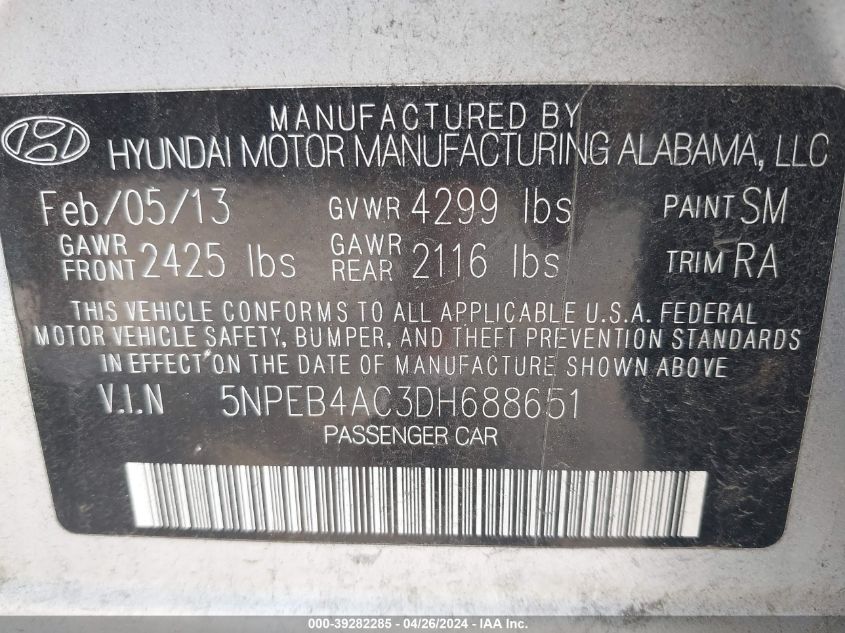 MANUFACTURED BY
HYUNDAI MOTOR MANUFACTURING ALABAMA, LLC
Feb/05/13 GVWR 4299 lbs PAINT SM
GAWR FRONT 2425 lbs GAWR REAR 2116 lbs TRIM RA
THIS VEHICLE CONFORMS TO ALL APPLICABLE U.S.A. FEDERAL
MOTOR VEHICLE SAFETY, BUMPER, AND THEFT PREVENTION STANDARDS
IN EFFECT ON THE DATE OF MANUFACTURE SHOWN ABOVE
V.I.N 5NPEB4AC3DH688651
PASSENGER CAR
000-39282285 - 04/26/2024 - IAA Inc.